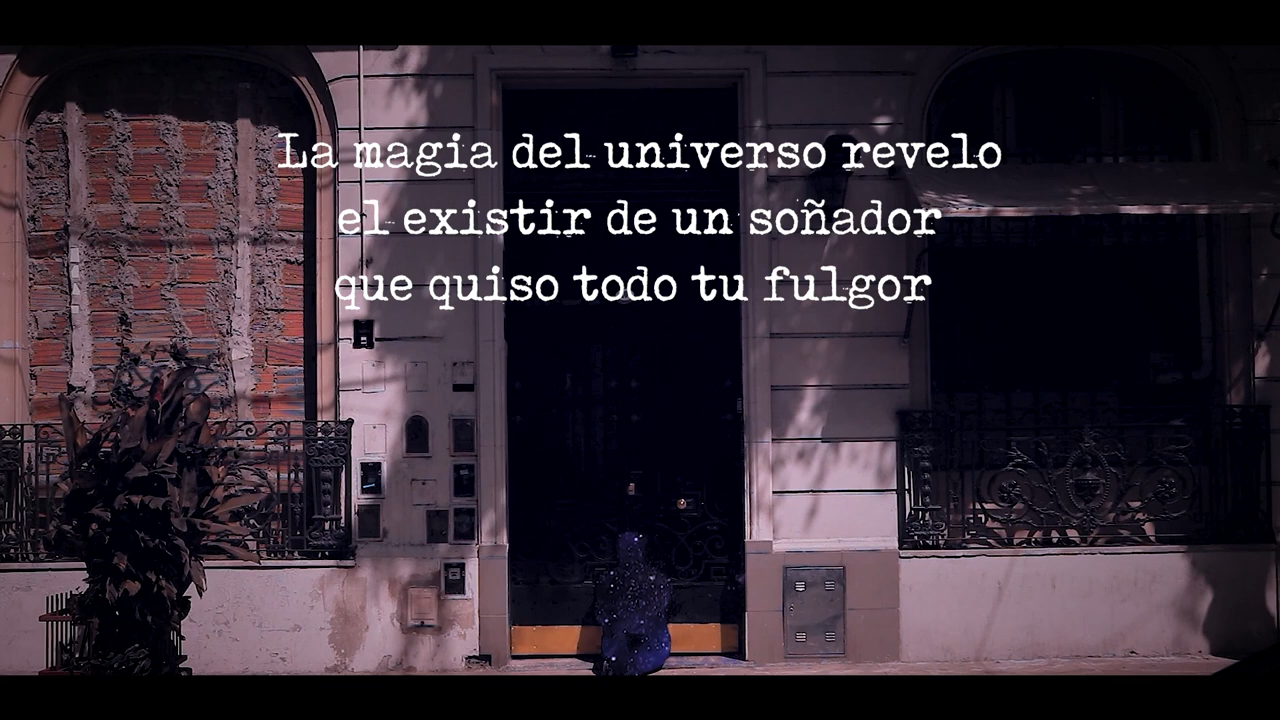 La magia del universo revelo
el existir de un soñador
que quiso todo tu fulgor